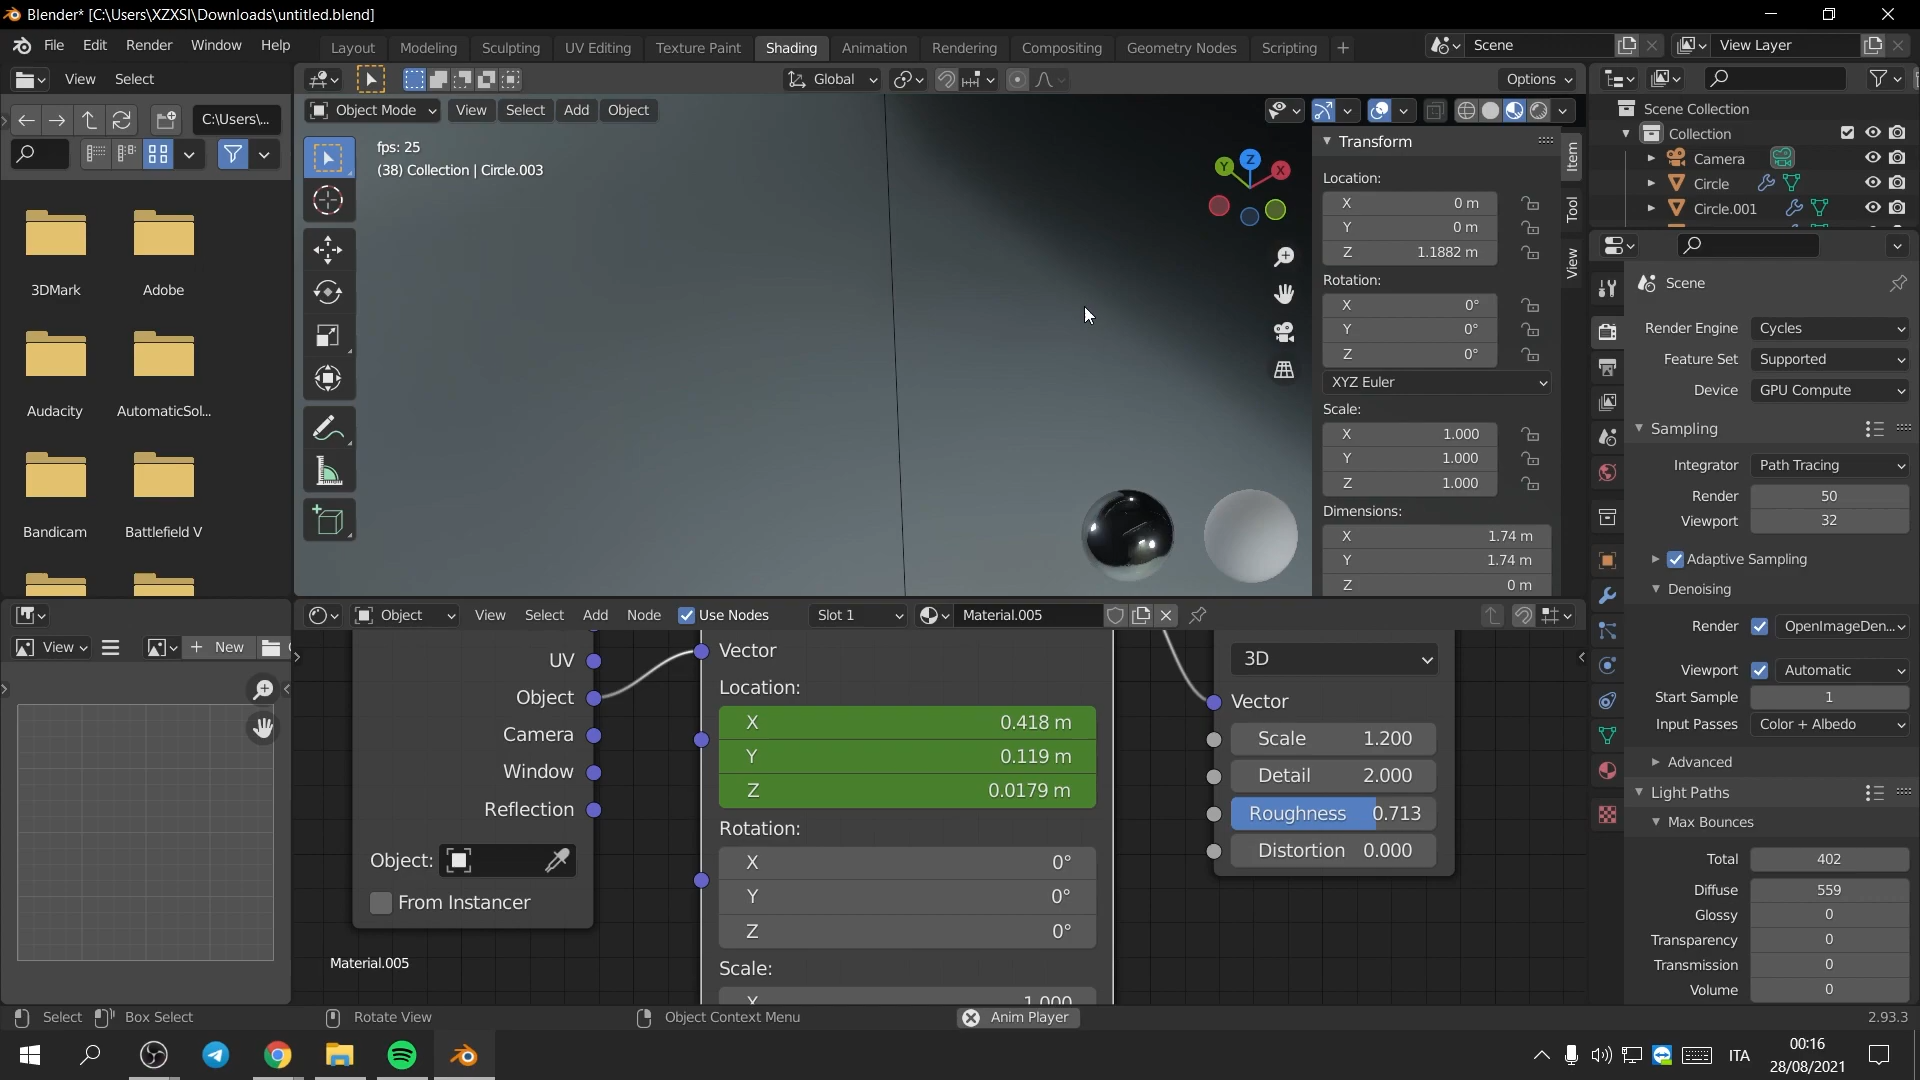 Blender* [C:\Users\XZXSI\Downloads\untitled.blend]
File Edit Render Window Help
Layout Modeling Sculpting UV Editing Texture Paint Shading Animation Rendering Compositing Geometry Nodes Scripting +
Scene
View Layer
View Select
Global
Options
C:\Users\...
Object Mode View Select Add Object
fps: 25
(38) Collection | Circle.003
Y Z X
3DMark
Adobe
Audacity
AutomaticSol...
Bandicam
Battlefield V
Transform
Location:
X 0 m
Y 0 m
Z 1.1882 m
Rotation:
X 0°
Y 0°
Z 0°
XYZ Euler
Scale:
X 1.000
Y 1.000
Z 1.000
Dimensions:
X 1.74 m
Y 1.74 m
Z 0 m
Item
Tool
View
Scene Collection
Collection
Camera
Circle
Circle.001
Scene
Render Engine Cycles
Feature Set Supported
Device GPU Compute
Sampling
Integrator Path Tracing
Render 50
Viewport 32
Adaptive Sampling
Denoising
Render OpenImageDen...
Viewport Automatic
Start Sample 1
Input Passes Color + Albedo
Advanced
Light Paths
Max Bounces
Total 402
Diffuse 559
Glossy 0
Transparency 0
Transmission 0
Volume 0
View
+ New
Object View Select Add Node Use Nodes Slot 1 Material.005
UV
Object
Camera
Window
Reflection
Object:
From Instancer
Material.005
Vector
Location:
X 0.418 m
Y 0.119 m
Z 0.0179 m
Rotation:
X 0°
Y 0°
Z 0°
Scale:
X 1.000
3D
Vector
Scale 1.200
Detail 2.000
Roughness 0.713
Distortion 0.000
Select Box Select Rotate View Object Context Menu Anim Player 2.93.3
ITA
00:16
28/08/2021